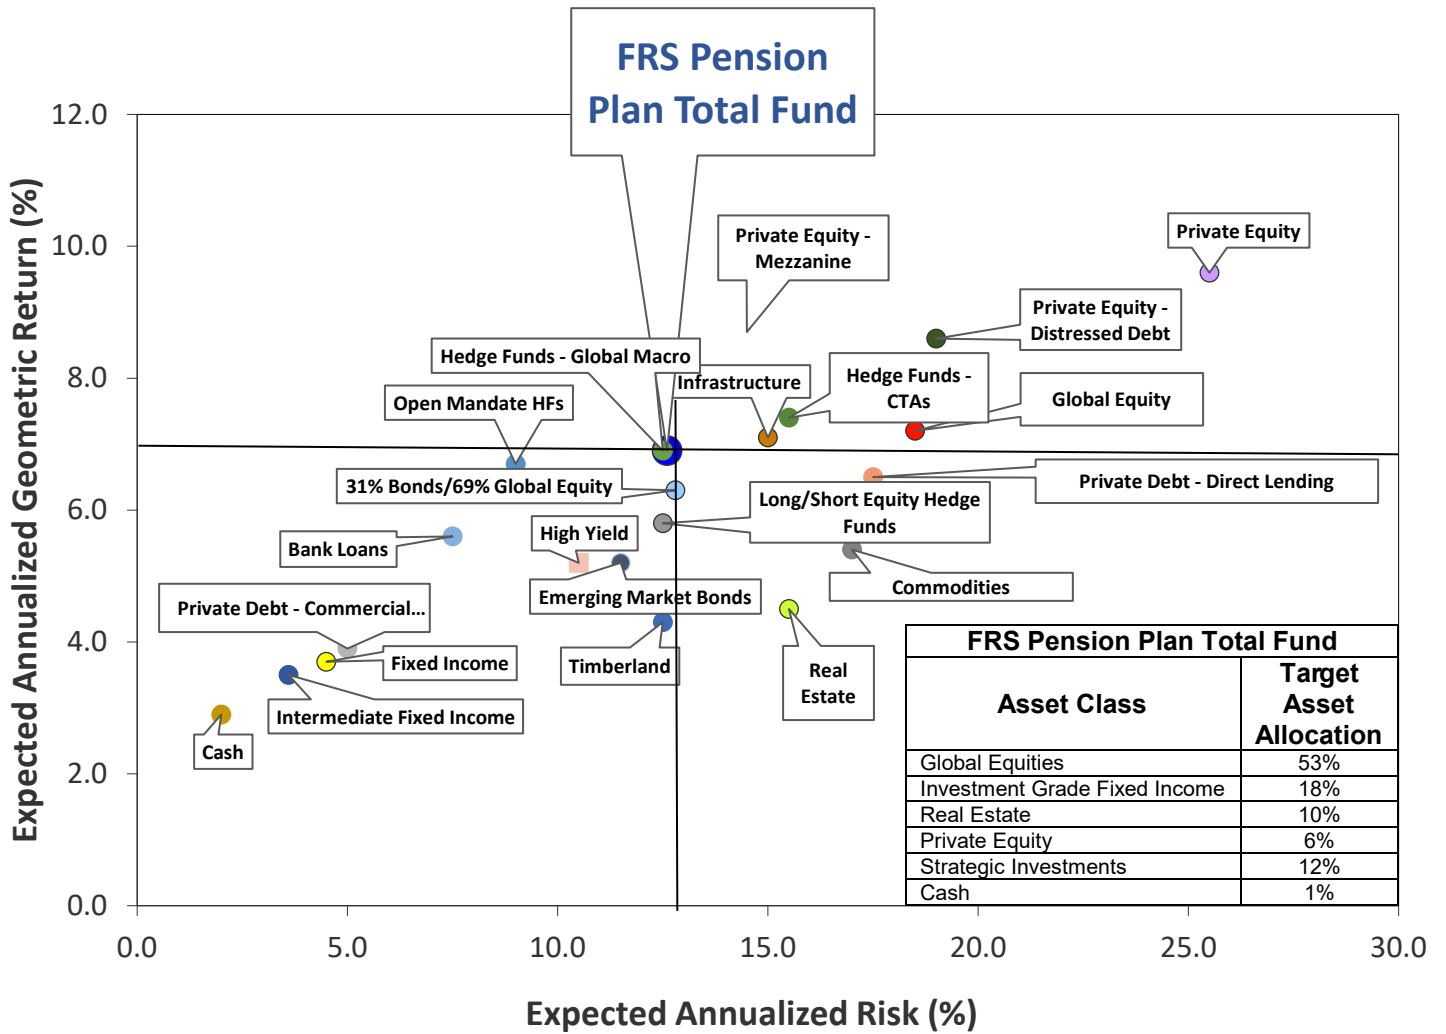 FRS Pension
Plan Total Fund
12.0
10.0
8.0
6.0
4.0
2.0
0.0
Expected Annualized Geometric Return (%)
Private Equity -
Mezzanine
Private Equity
Private Equity -
Distressed Debt
Hedge Funds - Global Macro
Infrastructure
Hedge Funds -
CTAs
Global Equity
Open Mandate HFs
31% Bonds/69% Global Equity
Private Debt - Direct Lending
Long/Short Equity Hedge
Funds
High Yield
Bank Loans
Commodities
Emerging Market Bonds
Private Debt - Commercial...
Fixed Income
Timberland
Real
Estate
Intermediate Fixed Income
Cash
FRS Pension Plan Total Fund
Asset Class
Target
Asset
Allocation
Global Equities 53%
Investment Grade Fixed Income 18%
Real Estate 10%
Private Equity 6%
Strategic Investments 12%
Cash 1%
0.0 5.0 10.0 15.0 20.0 25.0 30.0
Expected Annualized Risk (%)